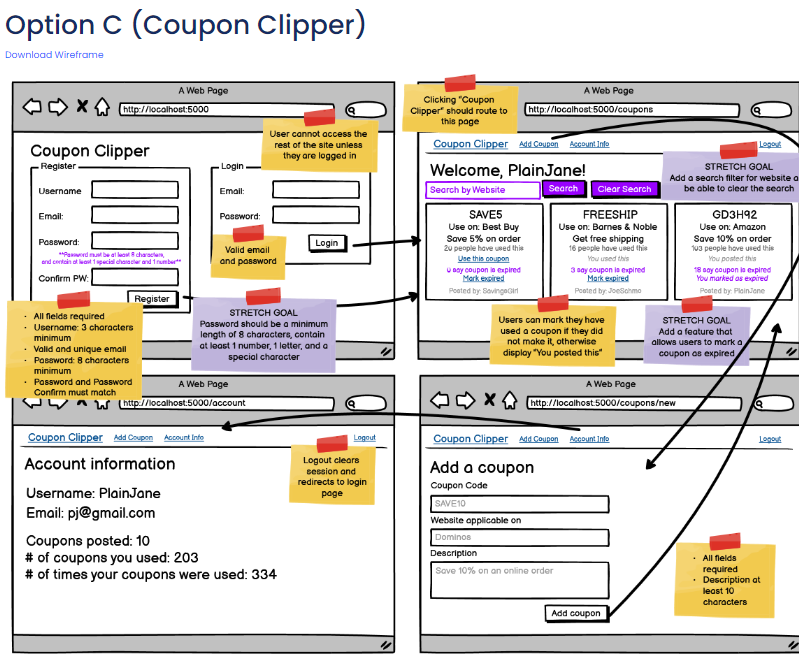 Option C (Coupon Clipper)
Download Wireframe
A Web Page
http://localhost:5000
User cannot access the
rest of the site unless
they are logged in
Coupon Clipper
Register
Username
Email:
Password:
**Password must be at least 8 characters,
and contain at least 1 special character and 1 number**
Confirm PW:
Register
Login
Email:
Password:
Login
Valid email
and password
All fields required
Username: 3 characters
minimum
Valid and unique email
Password: 8 characters
minimum
Password and Password
Confirm must match
STRETCH GOAL
Password should be a minimum
length of 8 characters, contain
at least 1 number, 1 letter, and a
special character
A Web Page
http://localhost:5000/coupons
Clicking "Coupon
Clipper" should route to
this page
Coupon Clipper Add Coupon Account Info Logout
STRETCH GOAL
Add a search filter for website a
be able to clear the search
Welcome, PlainJane!
Search by Website Search Clear Search
SAVE5
Use on: Best Buy
Save 5% on order
20 people have used this
Use this coupon
0 say coupon is expired
Mark expired
Posted by SavingsGirl
FREESHIP
Use on: Barnes & Noble
Get free shipping
16 people have used this
You used this
3 say coupon is expired
Mark expired
Posted by JoeSchmo
GD3H92
Use on: Amazon
Save 10% on order
103 people have used this
You posted this
18 say coupon is expired
You marked as expired
Posted by PlainJane
Users can mark they have
used a coupon if they did
not make it, otherwise
display "You posted this"
STRETCH GOAL
Add a feature that
allows users to mark a
coupon as expired
A Web Page
http://localhost:5000/account
Coupon Clipper Add Coupon Account Info Logout
Logout clears
session and
redirects to login
page
Account information
Username: PlainJane
Email: pj@gmail.com
Coupons posted: 10
# of coupons you used: 203
# of times your coupons were used: 334
A Web Page
http://localhost:5000/coupons/new
Coupon Clipper Add Coupon Account Info Logout
Add a coupon
Coupon Code
SAVE10
Website applicable on
Dominos
Description
Save 10% on an online order
Add coupon
All fields
required
Description at
least 10
characters